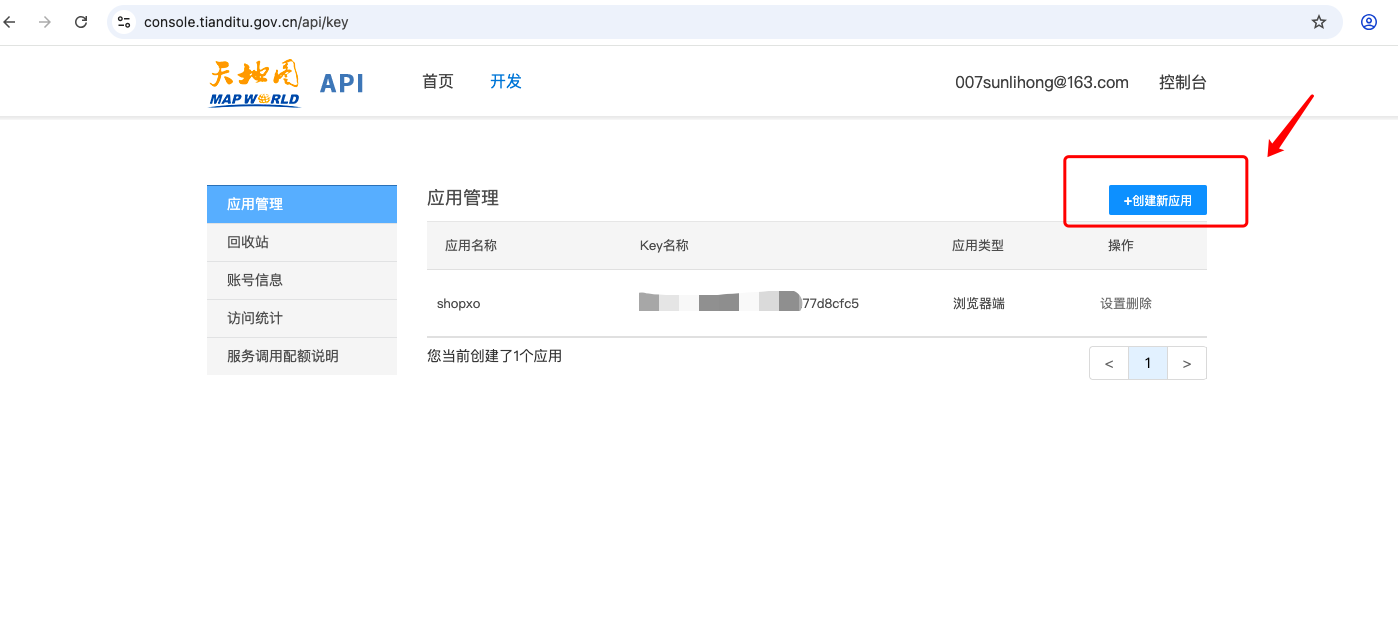 console.tianditu.gov.cn/api/key
天地图
MAP WORLD
API
首页
开发
007sunlihong@163.com
控制台
应用管理
回收站
账号信息
访问统计
服务调用配额说明
应用管理
+创建新应用
应用名称 Key名称 应用类型 操作
shopxo 77d8cfc5 浏览器端 设置删除
您当前创建了1个应用
< 1 >